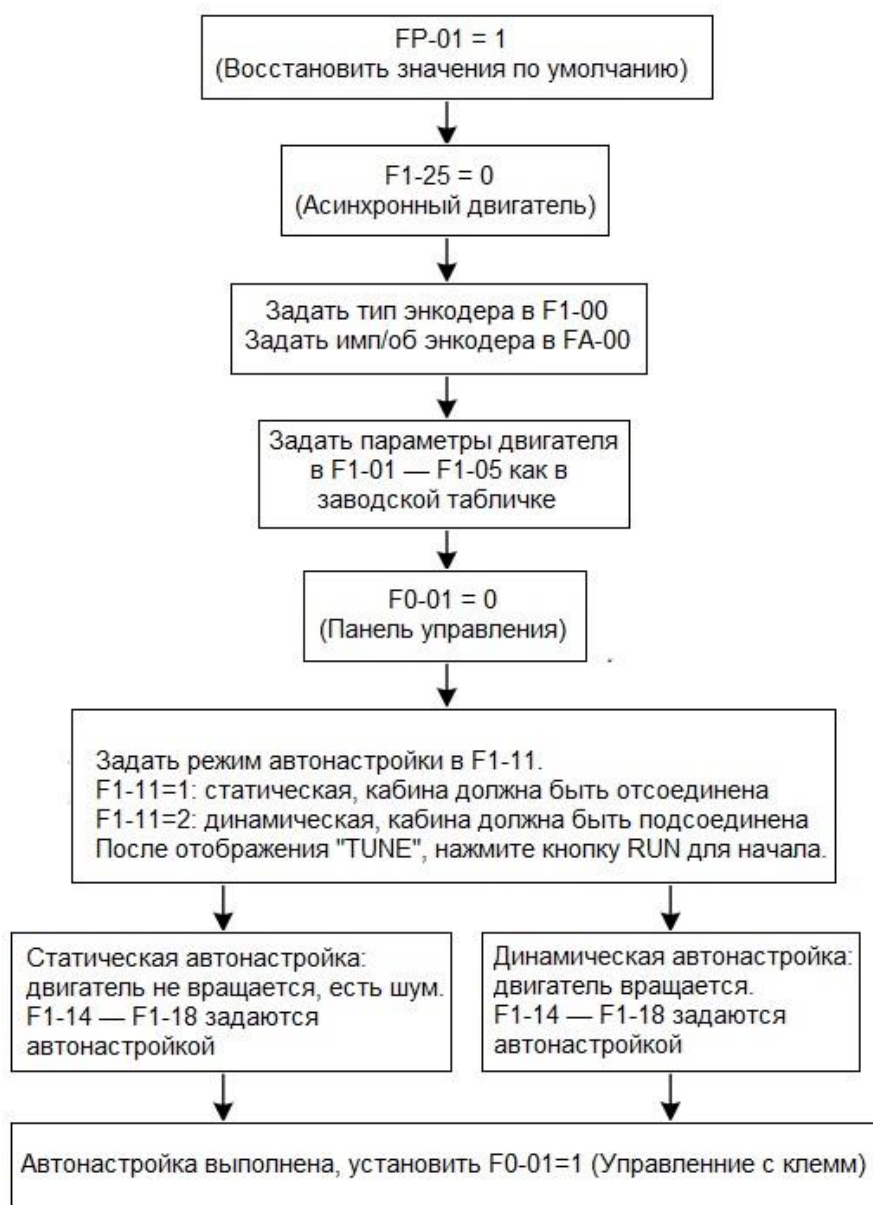 FP-01 = 1
(Восстановить значения по умолчанию)
F1-25 = 0
(Асинхронный двигатель)
Задать тип энкодера в F1-00
Задать имп/об энкодера в FA-00
Задать параметры двигателя
в F1-01 — F1-05 как в
заводской табличке
F0-01 = 0
(Панель управления)
Задать режим автонастройки в F1-11.
F1-11=1: статическая, кабина должна быть отсоединена
F1-11=2: динамическая, кабина должна быть подсоединена
После отображения "TUNE", нажмите кнопку RUN для начала.
Статическая автонастройка:
двигатель не вращается, есть шум.
F1-14 — F1-18 задаются
автонастройкой
Динамическая автонастройка:
двигатель вращается.
F1-14 — F1-18 задаются
автонастройкой
Автонастройка выполнена, установить F0-01=1 (Управленние с клемм)